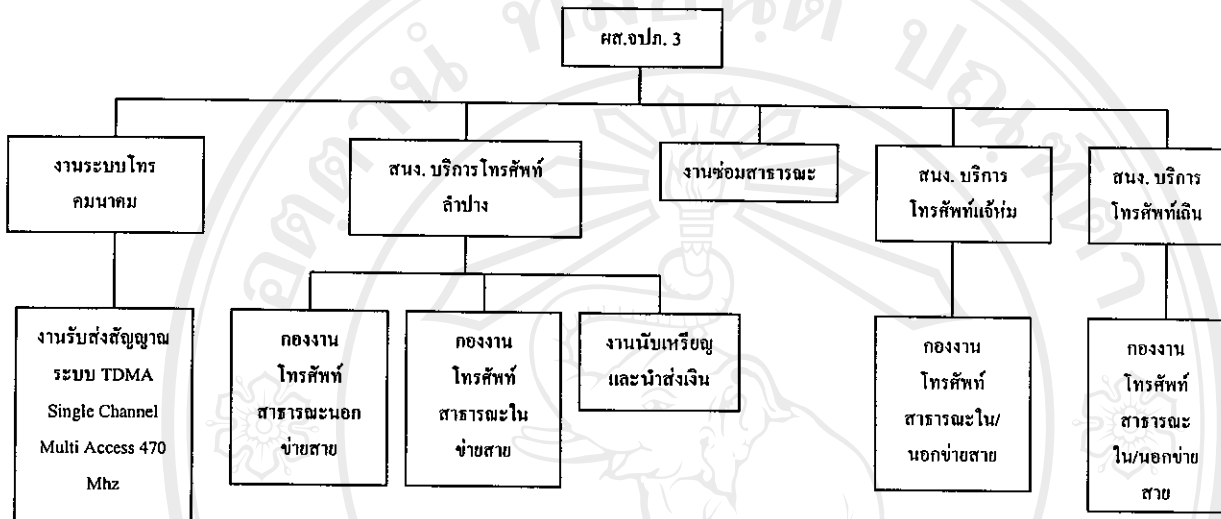 ผส.จปภ. 3
งานระบบโทร
คมนาคม
สนง. บริการโทรศัพท์
ลำปาง
งานซ่อมสาธารณะ
สนง. บริการ
โทรศัพท์แจ้ห่ม
สนง. บริการ
โทรศัพท์เถิน
งานรับส่งสัญญาณ
ระบบ TDMA
Single Channel
Multi Access 470
Mhz
กองงาน
โทรศัพท์
สาธารณะนอก
ข่ายสาย
กองงาน
โทรศัพท์
สาธารณะใน
ข่ายสาย
งานนับเหรียญ
และนำส่งเงิน
กองงาน
โทรศัพท์
สาธารณะใน/
นอกข่ายสาย
กองงาน
โทรศัพท์
สาธารณะ
ใน/นอกข่าย
สาย